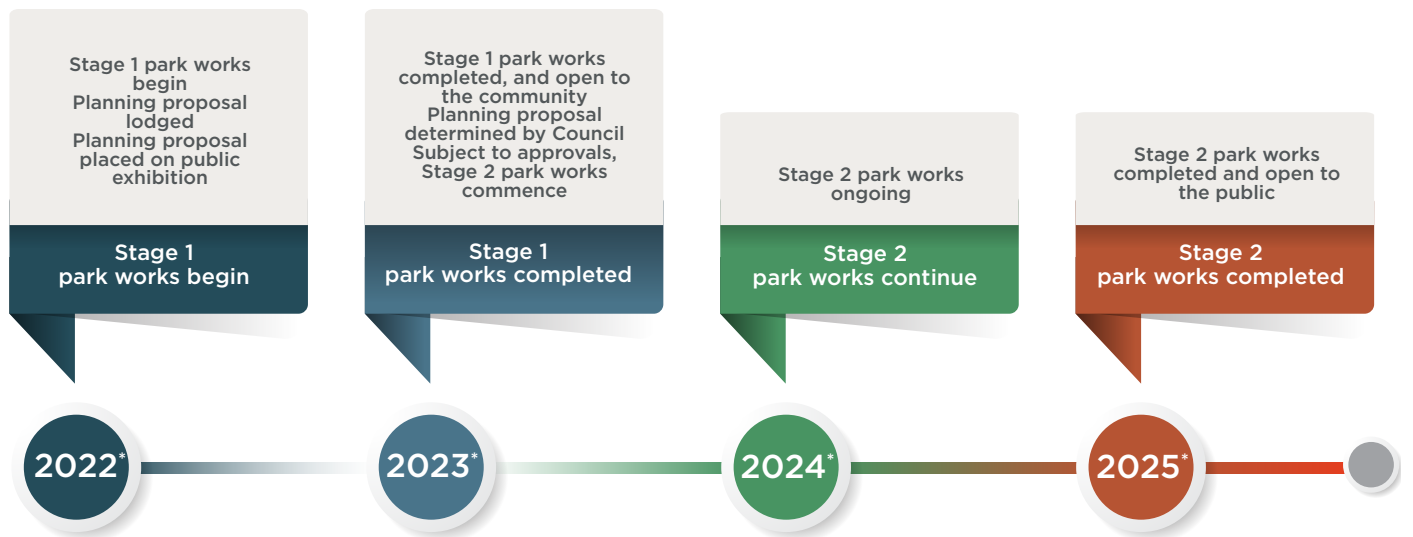 Stage 1 park works
begin
Planning proposal
lodged
Planning proposal
placed on public
exhibition
Stage 1
park works begin
2022*
Stage 1 park works
completed, and open to
the community
Planning proposal
determined by Council
Subject to approvals,
Stage 2 park works
commence
Stage 1
park works completed
2023*
Stage 2 park works
ongoing
Stage 2
park works continue
2024*
Stage 2 park works
completed and open to
the public
Stage 2
park works completed
2025*